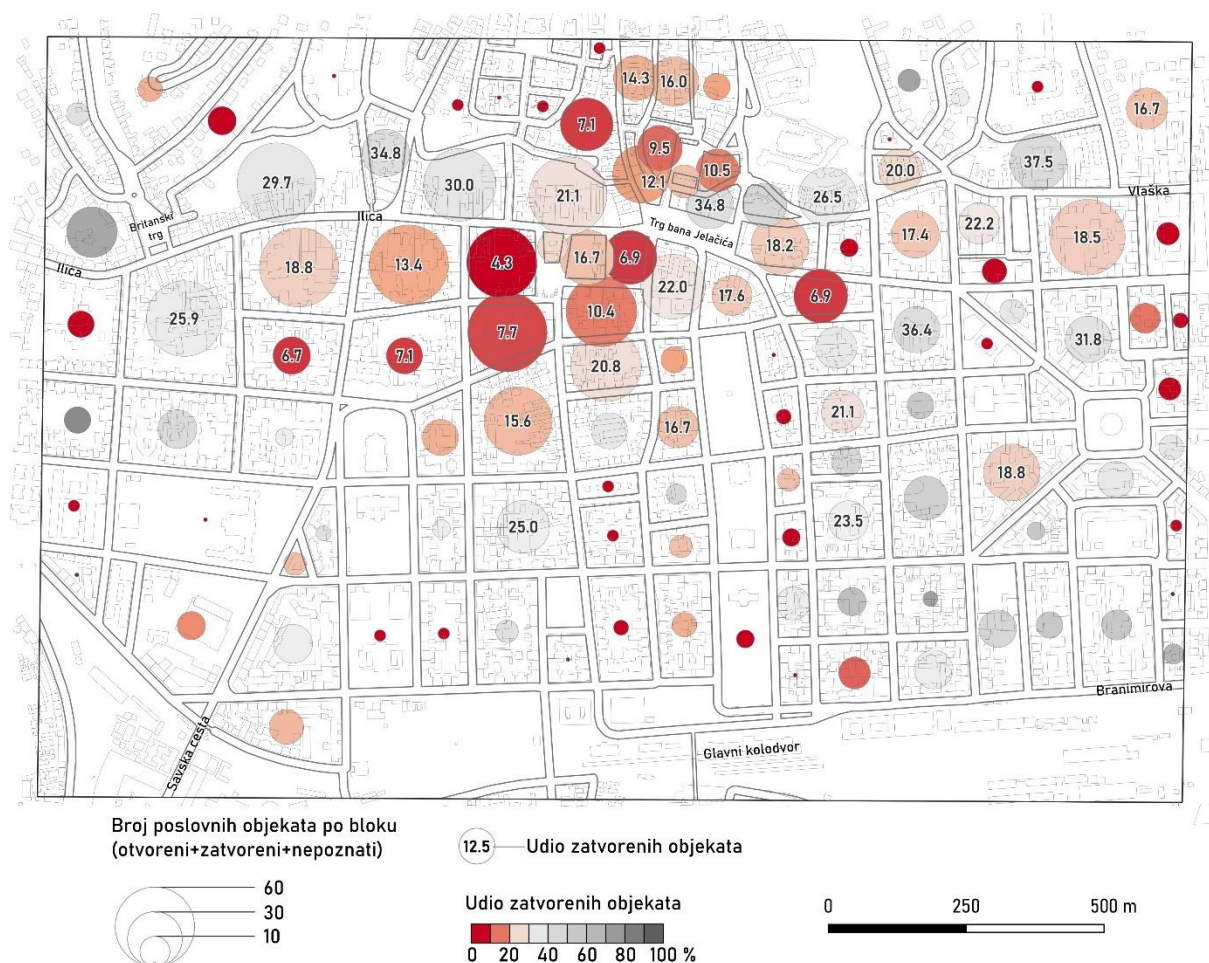 14.3
16.0
16.7
7.1
9.5
34.8
10.5
37.5
29.7
30.0
12.1
20.0
21.1
34.8
26.5
Vlaška
Ilica
Britanski
trg
Trg bana Jelačića
22.2
17.4
18.5
18.2
Ilica
18.8
13.4
4.3
16.7
6.9
22.0
17.6
6.9
25.9
10.4
7.7
36.4
31.8
6.7
7.1
20.8
21.1
15.6
16.7
18.8
25.0
23.5
Branimirova
Savska cesta
Glavni kolodvor
Broj poslovnih objekata po bloku
(otvoreni+zatvoreni+nepoznati)
60
30
10
12.5 Udio zatvorenih objekata
Udio zatvorenih objekata
0 20 40 60 80 100 %
0 250 500 m